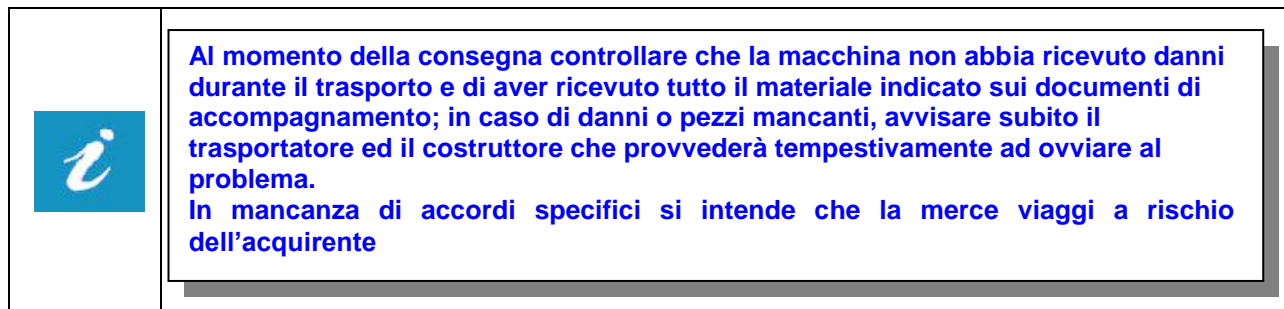 Al momento della consegna controllare che la macchina non abbia ricevuto danni
durante il trasporto e di aver ricevuto tutto il materiale indicato sui documenti di
accompagnamento; in caso di danni o pezzi mancanti, avvisare subito il
trasportatore ed il costruttore che provvederà tempestivamente ad ovviare al
problema.
In mancanza di accordi specifici si intende che la merce viaggi a rischio
dell'acquirente